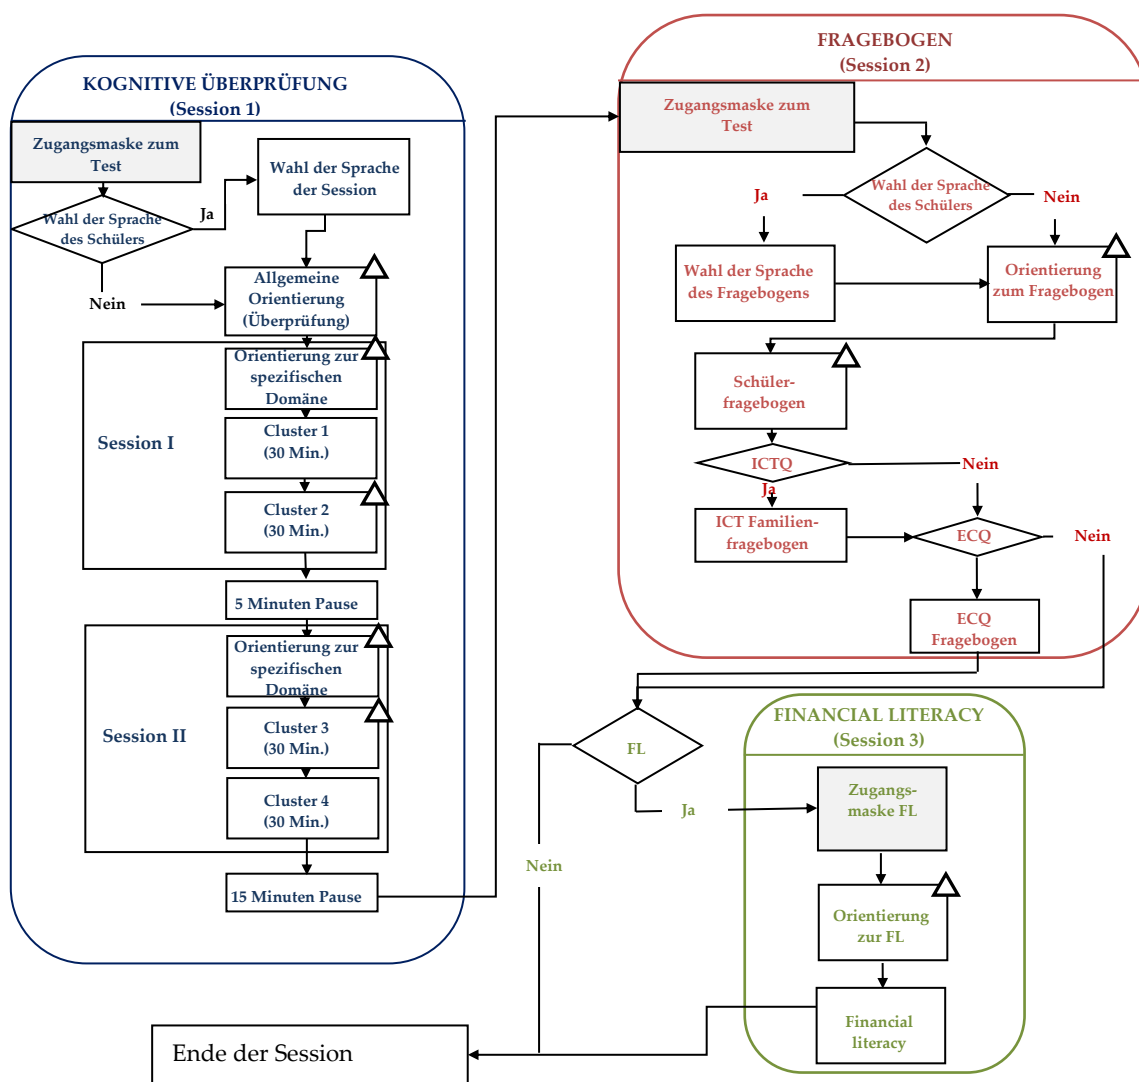 KOGNITIVE ÜBERPRÜFUNG
(Session 1)
Zugangsmaske zum
Test
Wahl der Sprache
des Schülers
Ja
Wahl der Sprache
der Session
Nein
Allgemeine
Orientierung
(Überprüfung)
Session I
Orientierung zur
spezifischen
Domäne
Cluster 1
(30 Min.)
Cluster 2
(30 Min.)
5 Minuten Pause
Session II
Orientierung zur
spezifischen
Domäne
Cluster 3
(30 Min.)
Cluster 4
(30 Min.)
15 Minuten Pause
FRAGEBOGEN
(Session 2)
Zugangsmaske zum
Test
Wahl der Sprache
des Schülers
Ja
Nein
Wahl der Sprache
des Fragebogens
Orientierung
zum Fragebogen
Schüler-
fragebogen
ICTQ
Nein
Ja
ICT Familien-
fragebogen
ECQ
Nein
ECQ
Fragebogen
FL
Ja
Nein
FINANCIAL LITERACY
(Session 3)
Zugangs-
maske FL
Orientierung
zur FL
Financial
literacy
Ende der Session